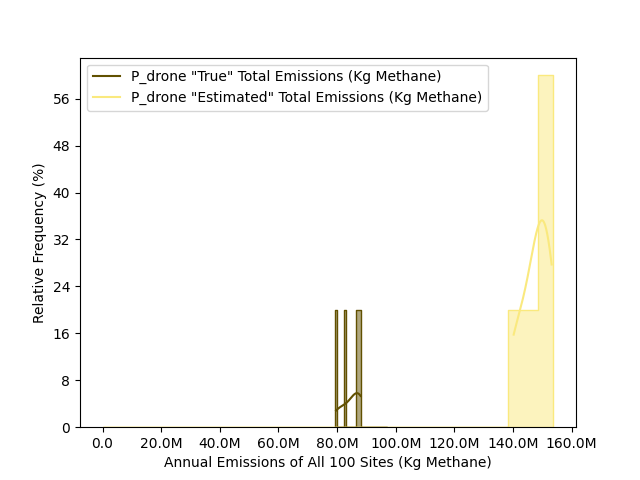 P_drone "True" Total Emissions (Kg Methane)
P_drone "Estimated" Total Emissions (Kg Methane)
56
48
40
32
24
16
8
0
Relative Frequency (%)
0.0 20.0M 40.0M 60.0M 80.0M 100.0M 120.0M 140.0M 160.0M
Annual Emissions of All 100 Sites (Kg Methane)